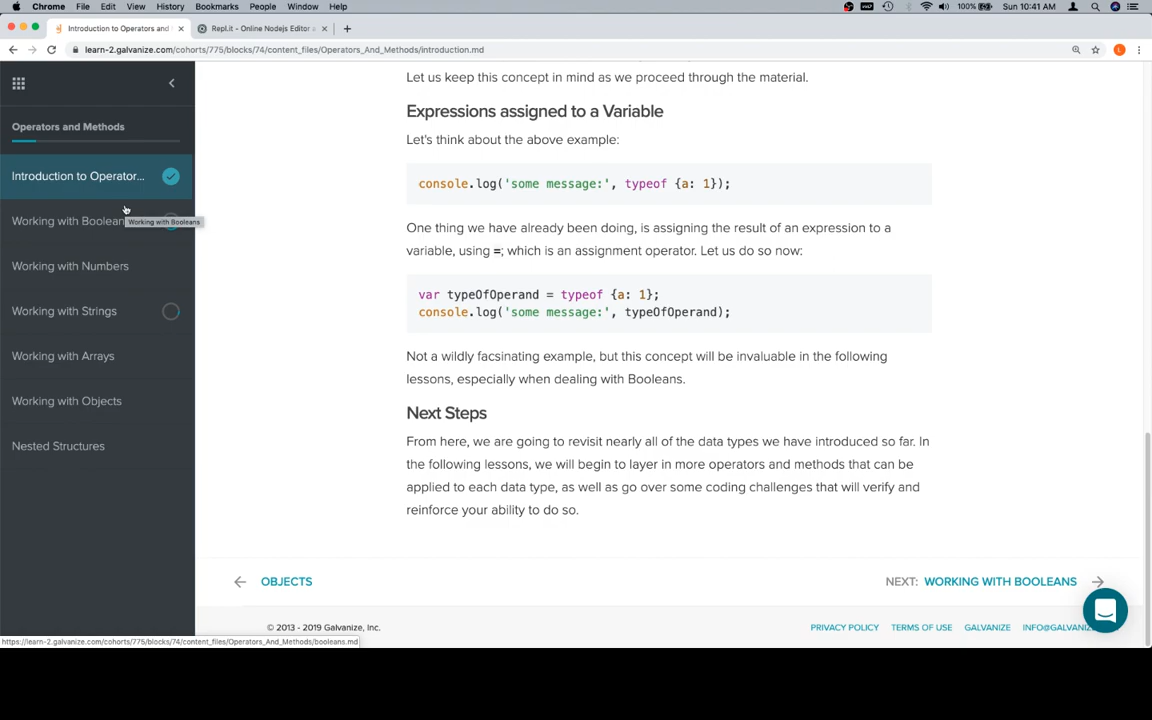 Chrome File Edit View History Bookmarks People Window Help
100% Sun 10:41 AM
Introduction to Operators and
Repl.it - Online Nodejs Editor a
learn-2.galvanize.com/cohorts/775/blocks/74/content_files/Operators_And_Methods/introduction.md
L
Let us keep this concept in mind as we proceed through the material.
Operators and Methods
Introduction to Operator...
Working with Boolean
Working with Booleans
Working with Numbers
Working with Strings
Working with Arrays
Working with Objects
Nested Structures
Expressions assigned to a Variable
Let's think about the above example:
console.log('some message:', typeof {a: 1});
One thing we have already been doing, is assigning the result of an expression to a
variable, using =; which is an assignment operator. Let us do so now:
var typeOfOperand = typeof {a: 1};
console.log('some message:', typeOfOperand);
Not a wildly facsinating example, but this concept will be invaluable in the following
lessons, especially when dealing with Booleans.
Next Steps
From here, we are going to revisit nearly all of the data types we have introduced so far. In
the following lessons, we will begin to layer in more operators and methods that can be
applied to each data type, as well as go over some coding challenges that will verify and
reinforce your ability to do so.
OBJECTS
NEXT: WORKING WITH BOOLEANS
© 2013 - 2019 Galvanize, Inc.
PRIVACY POLICY TERMS OF USE GALVANIZE INFO@GALVANIZ
https://learn-2.galvanize.com/cohorts/775/blocks/74/content_files/Operators_And_Methods/booleans.md